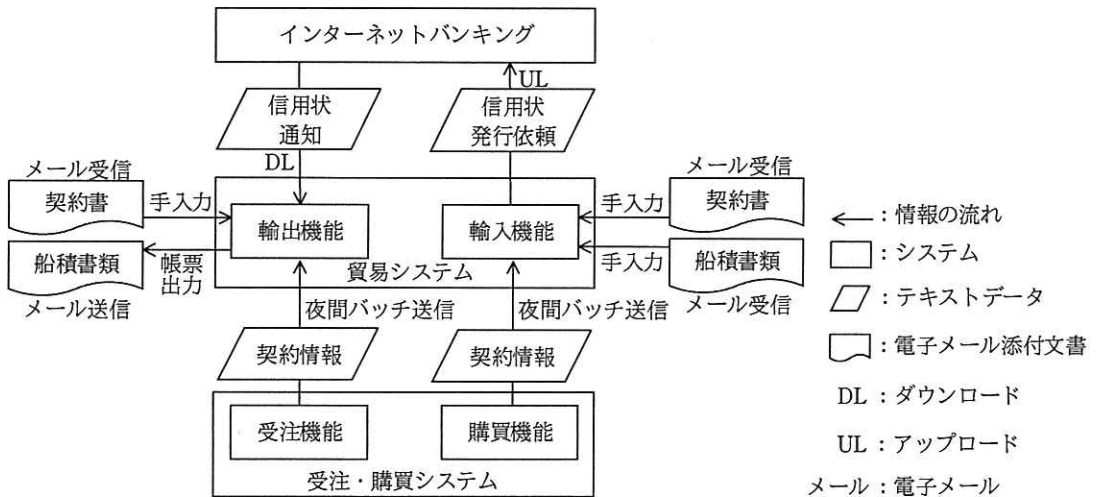 インターネットバンキング
UL
信用状
通知
信用状
発行依頼
DL
メール受信
契約書
手入力
輸出機能
輸入機能
手入力
メール受信
契約書
船積書類
帳票
出力
貿易システム
手入力
船積書類
メール送信
メール受信
夜間バッチ送信
夜間バッチ送信
契約情報
契約情報
受注機能
購買機能
受注・購買システム
：情報の流れ
：システム
：テキストデータ
：電子メール添付文書
DL ：ダウンロード
UL ：アップロード
メール ：電子メール